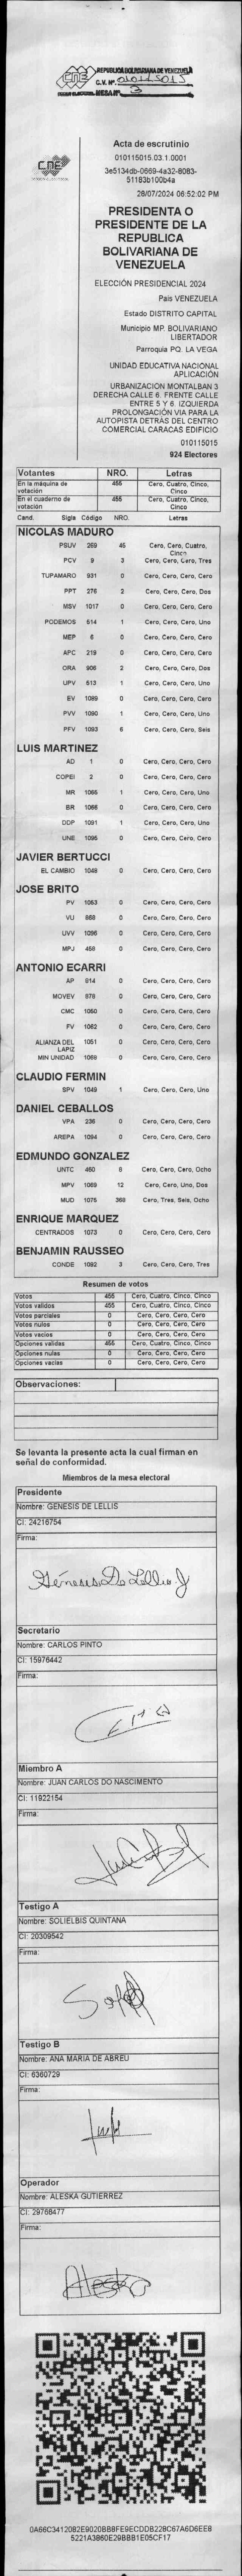 REPUBLICA BOLIVARIANA DE VENEZUELA
CNE
C.V. Nº 010115015
MESA Nº 3
CNE
Acta de escrutinio
010115015.03.1.0001
3e5134db-0669-4a32-8083-
51183b100b4a
28/07/2024 06:52:02 PM
PRESIDENTA O
PRESIDENTE DE LA
REPUBLICA
BOLIVARIANA DE
VENEZUELA
ELECCIÓN PRESIDENCIAL 2024
País VENEZUELA
Estado DISTRITO CAPITAL
Municipio MP. BOLIVARIANO
LIBERTADOR
Parroquia PQ. LA VEGA
UNIDAD EDUCATIVA NACIONAL
APLICACIÓN
URBANIZACION MONTALBAN 3
DERECHA CALLE 6. FRENTE CALLE
ENTRE 5 Y 6. IZQUIERDA
PROLONGACIÓN VIA PARA LA
AUTOPISTA DETRÁS DEL CENTRO
COMERCIAL CARACAS EDIFICIO
010115015
924 Electores
Votantes NRO. Letras
En la máquina de votación 455 Cero, Cuatro, Cinco, Cinco
En el cuaderno de votación 455 Cero, Cuatro, Cinco, Cinco
Cand. Sigla Código NRO. Letras
NICOLAS MADURO
PSUV 269 45 Cero, Cero, Cuatro, Cinco
PCV 9 3 Cero, Cero, Cero, Tres
TUPAMARO 931 0 Cero, Cero, Cero, Cero
PPT 276 2 Cero, Cero, Cero, Dos
MSV 1017 0 Cero, Cero, Cero, Cero
PODEMOS 514 1 Cero, Cero, Cero, Uno
MEP 6 0 Cero, Cero, Cero, Cero
APC 219 0 Cero, Cero, Cero, Cero
ORA 906 2 Cero, Cero, Cero, Dos
UPV 513 1 Cero, Cero, Cero, Uno
EV 1089 0 Cero, Cero, Cero, Cero
PVV 1090 1 Cero, Cero, Cero, Uno
PFV 1093 6 Cero, Cero, Cero, Seis
LUIS MARTINEZ
AD 1 0 Cero, Cero, Cero, Cero
COPEI 2 0 Cero, Cero, Cero, Cero
MR 1065 1 Cero, Cero, Cero, Uno
BR 1066 0 Cero, Cero, Cero, Cero
DDP 1091 1 Cero, Cero, Cero, Uno
UNE 1095 0 Cero, Cero, Cero, Cero
JAVIER BERTUCCI
EL CAMBIO 1048 0 Cero, Cero, Cero, Cero
JOSE BRITO
PV 1053 0 Cero, Cero, Cero, Cero
VU 868 0 Cero, Cero, Cero, Cero
UVV 1096 0 Cero, Cero, Cero, Cero
MPJ 458 0 Cero, Cero, Cero, Cero
ANTONIO ECARRI
AP 814 0 Cero, Cero, Cero, Cero
MOVEV 878 0 Cero, Cero, Cero, Cero
CMC 1050 0 Cero, Cero, Cero, Cero
FV 1062 0 Cero, Cero, Cero, Cero
ALIANZA DEL LAPIZ 1051 0 Cero, Cero, Cero, Cero
MIN UNIDAD 1068 0 Cero, Cero, Cero, Cero
CLAUDIO FERMIN
SPV 1049 1 Cero, Cero, Cero, Uno
DANIEL CEBALLOS
VPA 236 0 Cero, Cero, Cero, Cero
AREPA 1094 0 Cero, Cero, Cero, Cero
EDMUNDO GONZALEZ
UNTC 460 8 Cero, Cero, Cero, Ocho
MPV 1069 12 Cero, Cero, Uno, Dos
MUD 1075 368 Cero, Tres, Seis, Ocho
ENRIQUE MARQUEZ
CENTRADOS 1073 0 Cero, Cero, Cero, Cero
BENJAMIN RAUSSEO
CONDE 1092 3 Cero, Cero, Cero, Tres
Resumen de votos
Votos 455 Cero, Cuatro, Cinco, Cinco
Votos validos 455 Cero, Cuatro, Cinco, Cinco
Votos parciales 0 Cero, Cero, Cero, Cero
Votos nulos 0 Cero, Cero, Cero, Cero
Votos vacios 0 Cero, Cero, Cero, Cero
Opciones validas 455 Cero, Cuatro, Cinco, Cinco
Opciones nulas 0 Cero, Cero, Cero, Cero
Opciones vacias 0 Cero, Cero, Cero, Cero
Observaciones:
Se levanta la presente acta la cual firman en
señal de conformidad.
Miembros de la mesa electoral
Presidente
Nombre: GENESIS DE LELLIS
CI: 24216754
Firma:
Génesis De Lellis J
Secretario
Nombre: CARLOS PINTO
CI: 15976442
Firma:
Miembro A
Nombre: JUAN CARLOS DO NASCIMENTO
CI: 11922154
Firma:
Testigo A
Nombre: SOLIELBIS QUINTANA
CI: 20309542
Firma:
Testigo B
Nombre: ANA MARIA DE ABREU
CI: 6360729
Firma:
Operador
Nombre: ALESKA GUTIERREZ
CI: 29768477
Firma:
0A66C3412082E9020BB8FE9ECDDB228C67A6D6EE8
5221A3860E29BBB1E05CF17